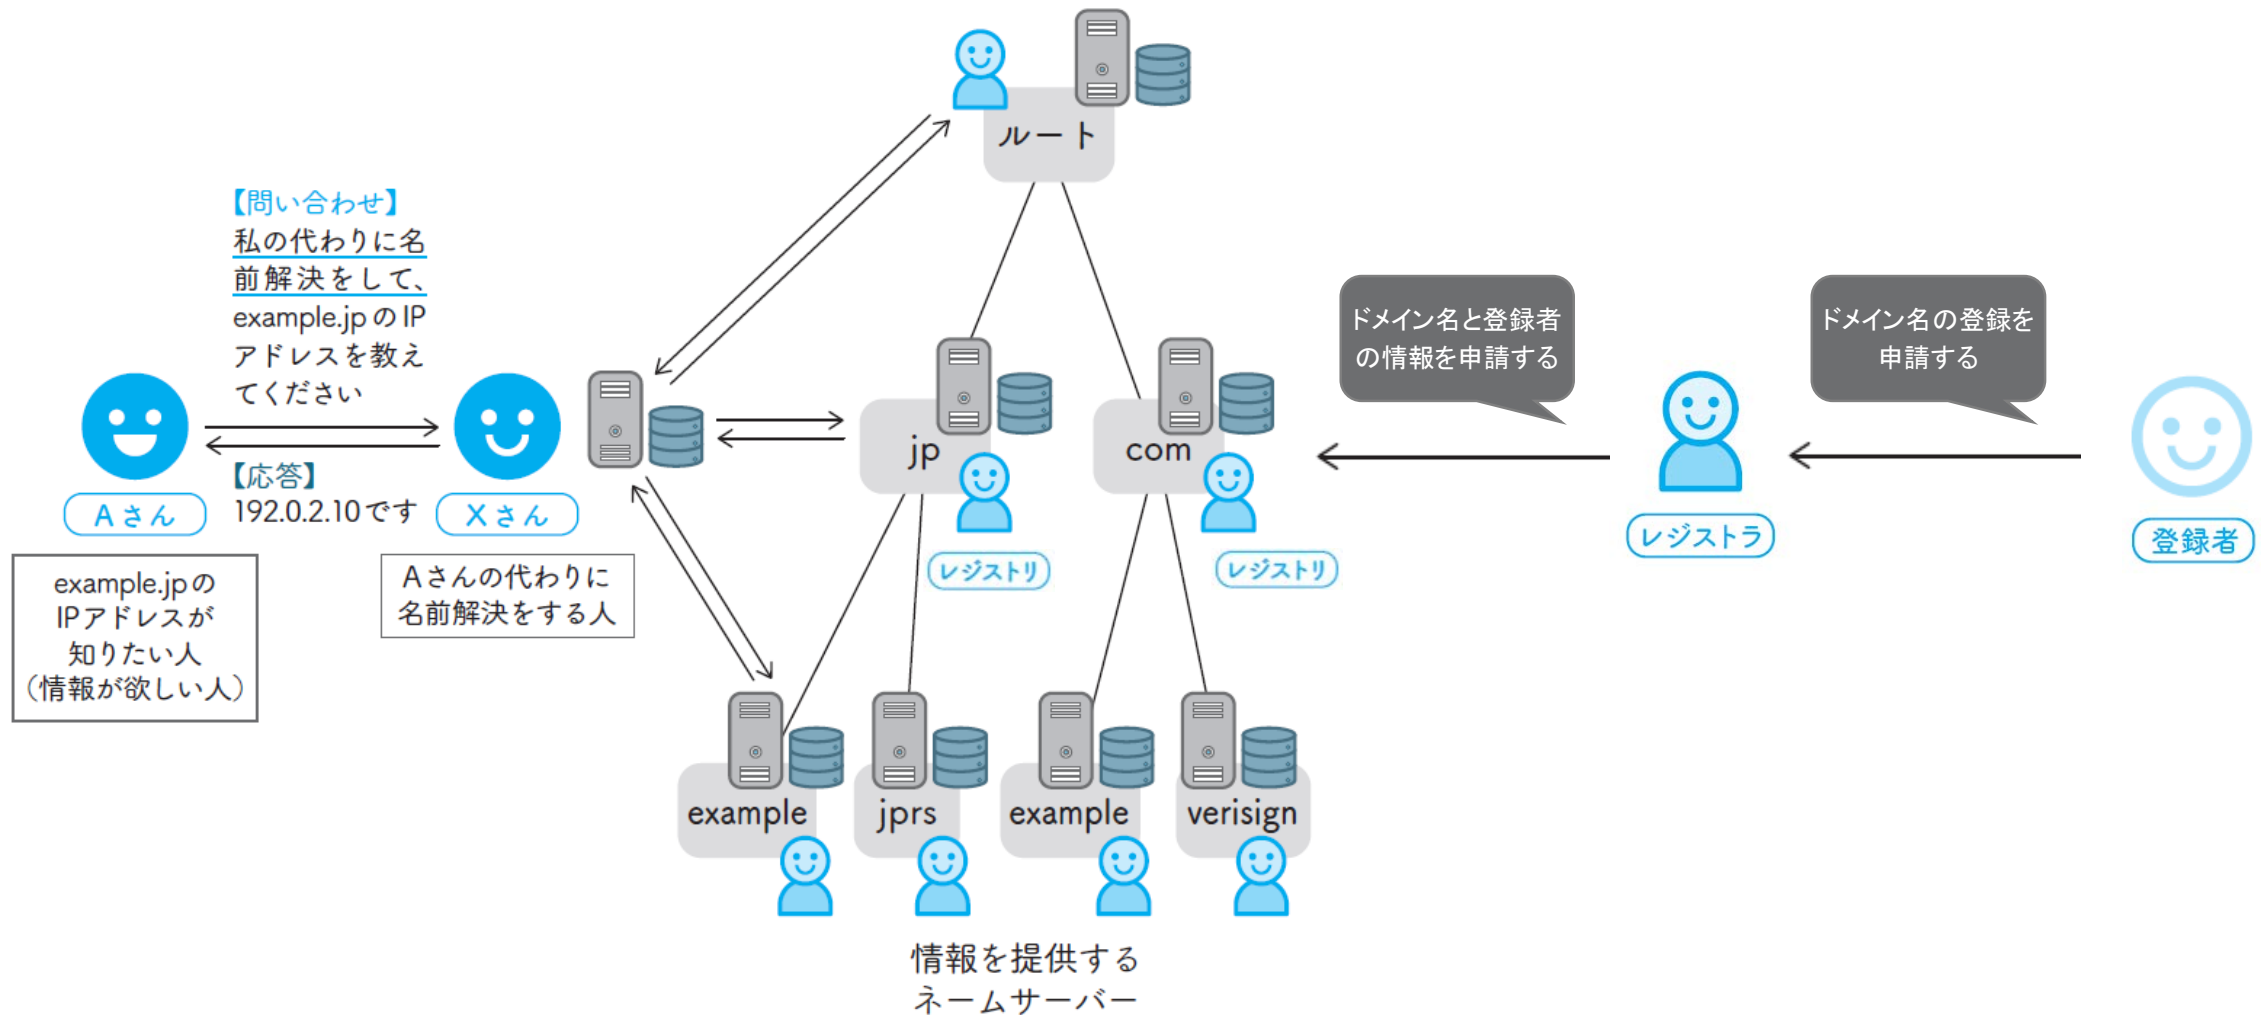 ルート
【問い合わせ】
私の代わりに名
前解決をして、
example.jpのIP
アドレスを教え
てください
【応答】
192.0.2.10です
Aさん
Xさん
example.jpの
IPアドレスが
知りたい人
（情報が欲しい人）
Aさんの代わりに
名前解決をする人
jp
レジストリ
com
レジストリ
ドメイン名と登録者
の情報を申請する
レジストラ
ドメイン名の登録を
申請する
登録者
example
jprs
example
verisign
情報を提供する
ネームサーバー